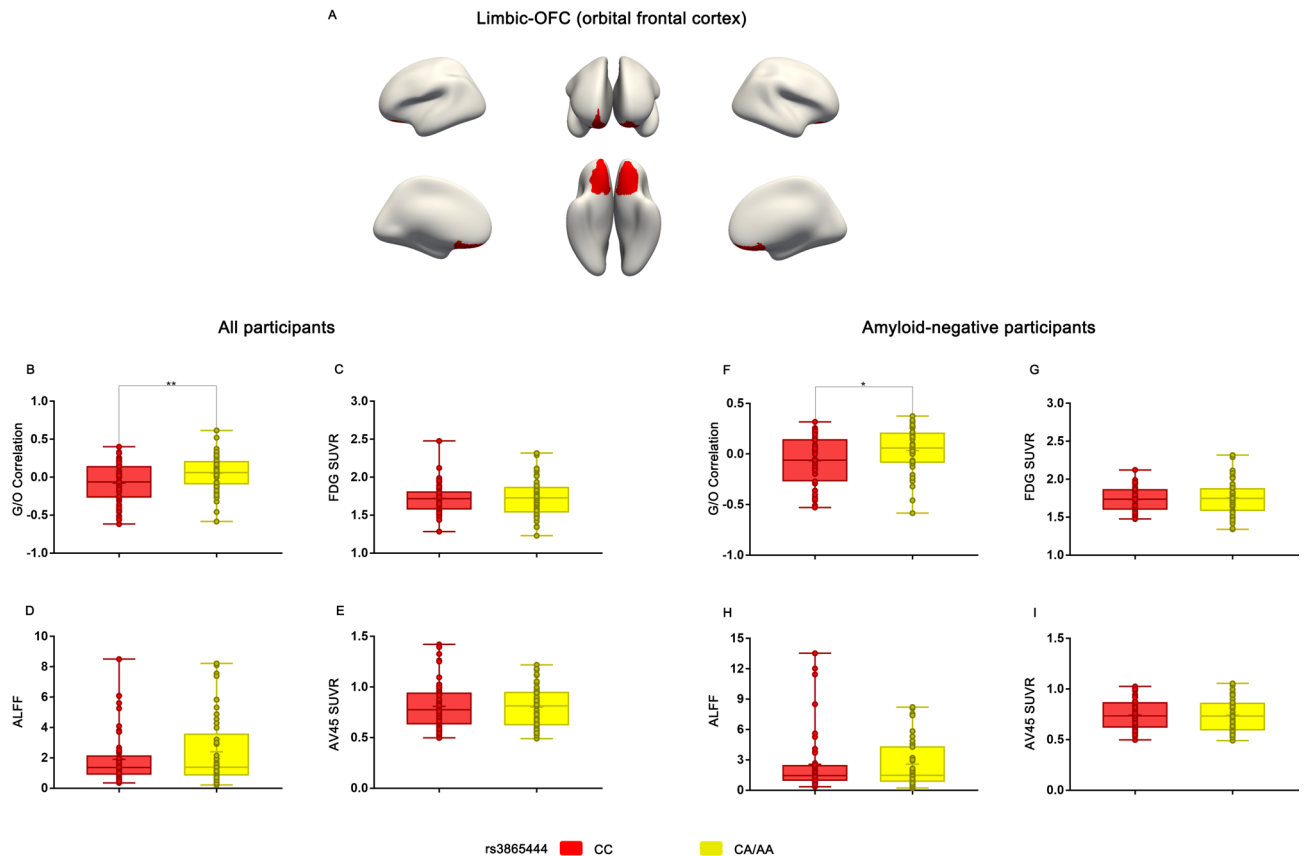 A
Limbic-OFC (orbital frontal cortex)
All participants
Amyloid-negative participants
B
**
G/O Correlation
1.0
0.5
0.0
-0.5
-1.0
C
FDG SUVR
3.0
2.5
2.0
1.5
1.0
F
*
G/O Correlation
0.5
0.0
-0.5
-1.0
G
FDG SUVR
3.0
2.5
2.0
1.5
1.0
D
ALFF
10
8
6
4
2
0
E
AV45 SUVR
1.5
1.0
0.5
0.0
H
ALFF
15
12
9
6
3
0
I
AV45 SUVR
1.5
1.0
0.5
0.0
rs3865444 CC CA/AA